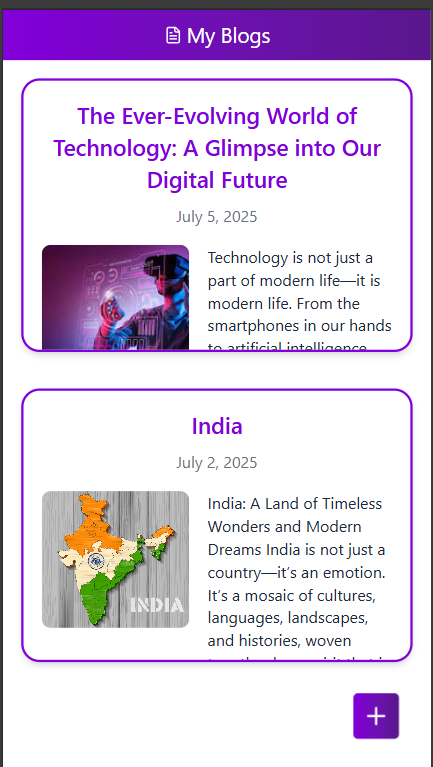 My Blogs
The Ever-Evolving World of
Technology: A Glimpse into Our
Digital Future
July 5, 2025
Technology is not just a
part of modern life—it is
modern life. From the
smartphones in our hands
to artificial intelligence
India
July 2, 2025
India: A Land of Timeless
Wonders and Modern
Dreams India is not just a
country—it’s an emotion.
It’s a mosaic of cultures,
languages, landscapes,
and histories, woven
INDIA